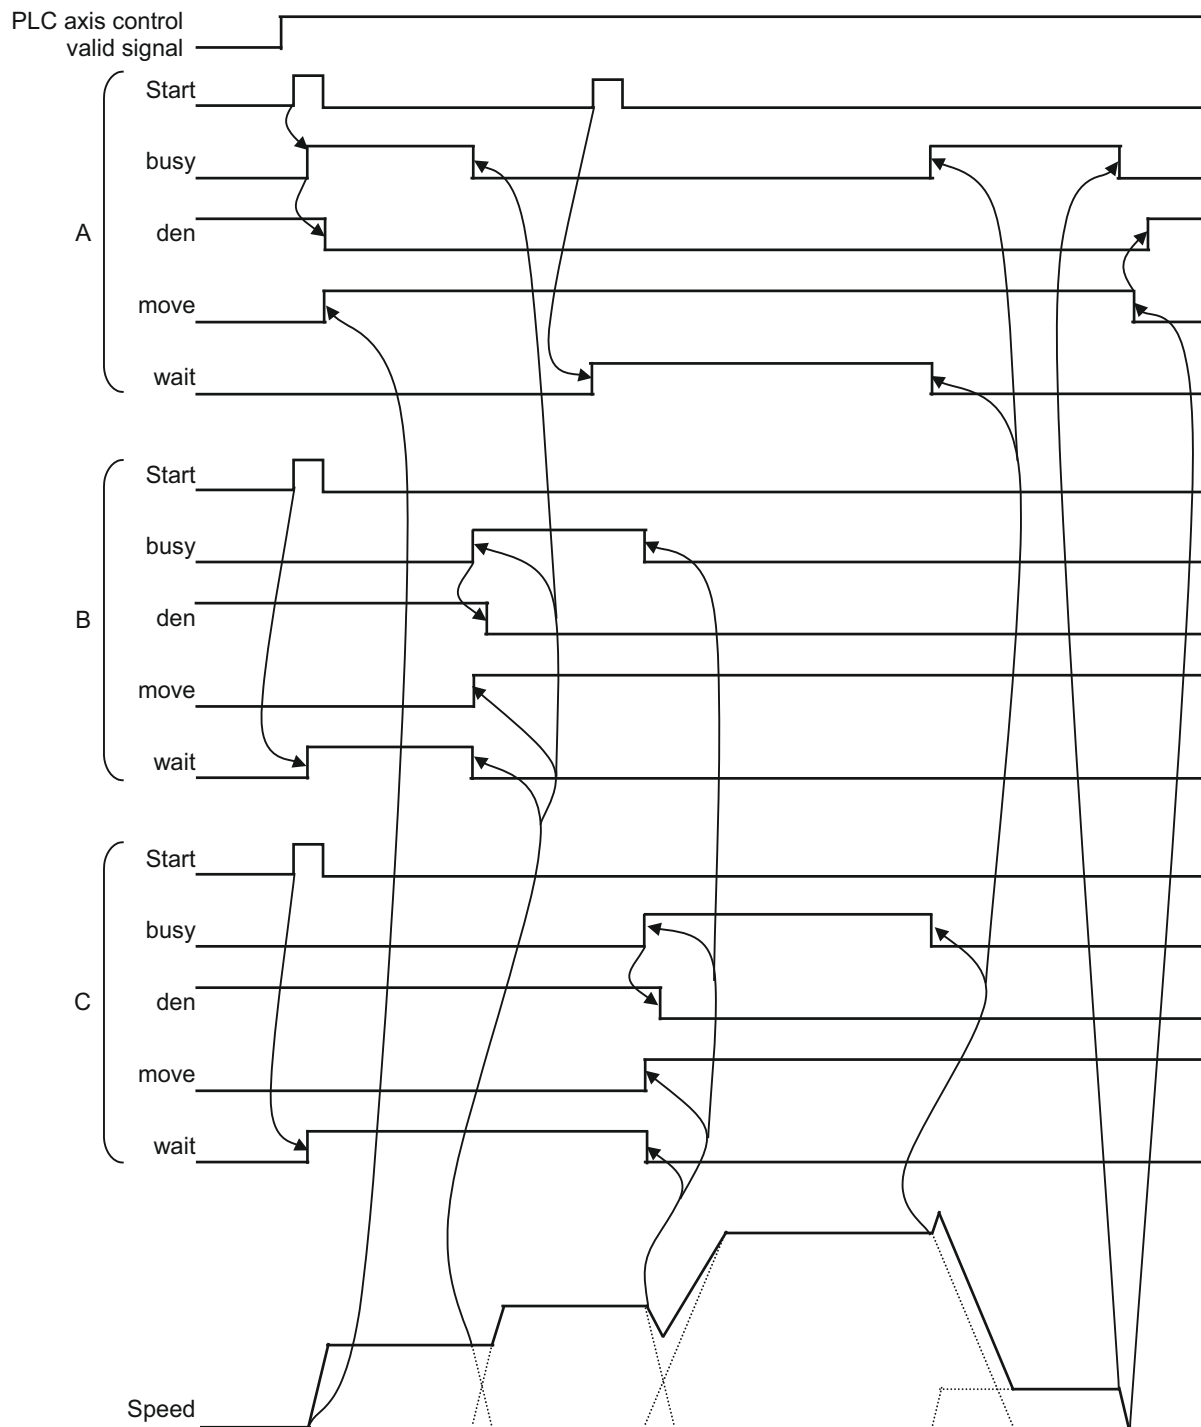 PLC axis control
valid signal
Start
busy
A
den
move
wait
Start
busy
B
den
move
wait
Start
busy
C
den
move
wait
Speed